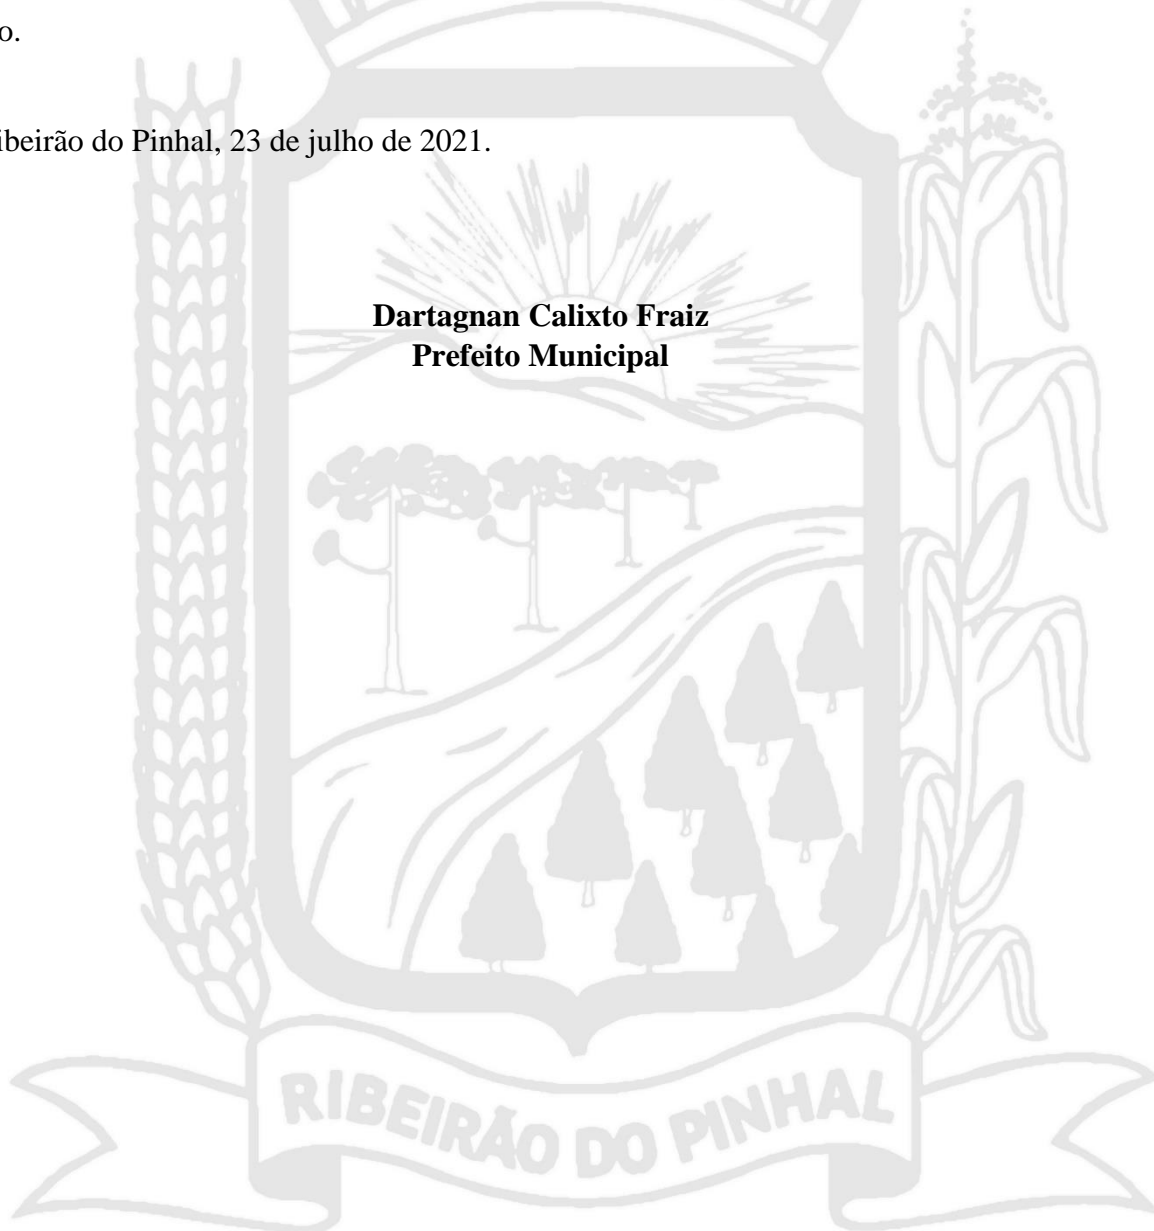 o.
ibeirão do Pinhal, 23 de julho de 2021.
Dartagnan Calixto Fraiz
Prefeito Municipal
RIBEIRÃO DO PINHAL